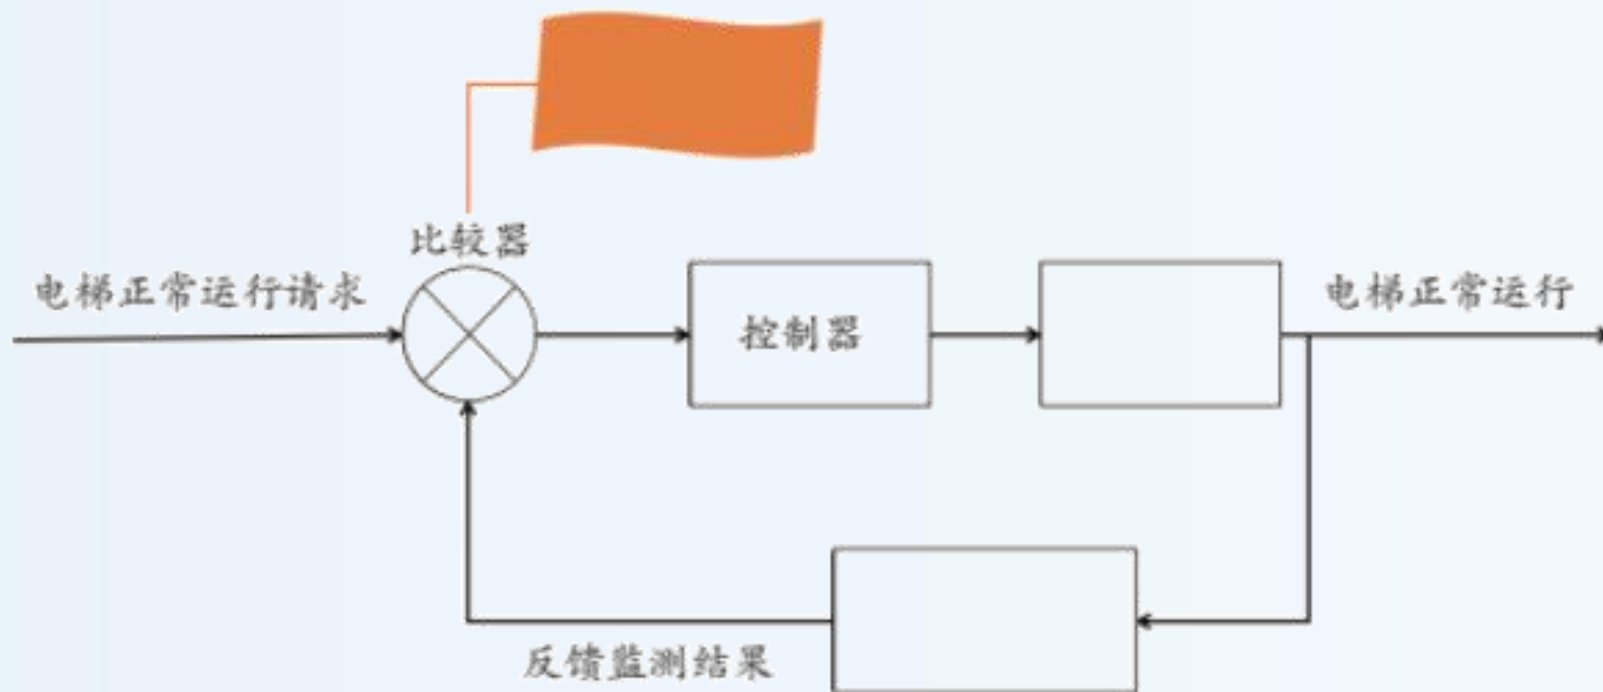 比较器
电梯正常运行请求
控制器
电梯正常运行
反馈监测结果